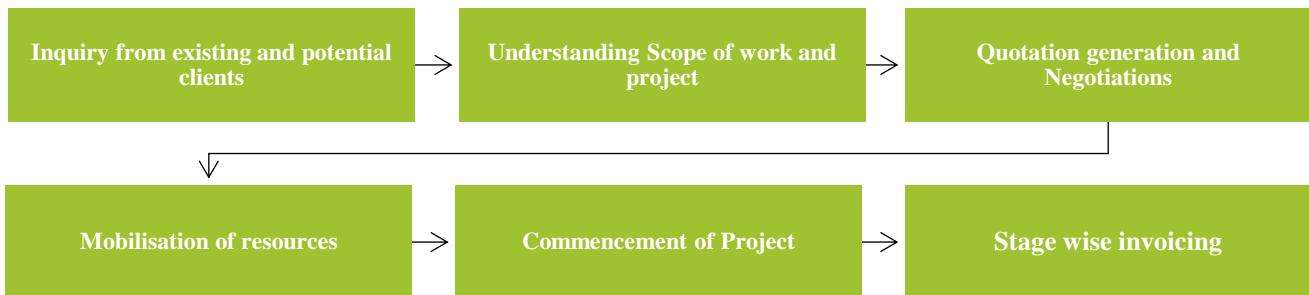 Inquiry from existing and potential
clients
Understanding Scope of work and
project
Quotation generation and
Negotiations
Mobilisation of resources
Commencement of Project
Stage wise invoicing